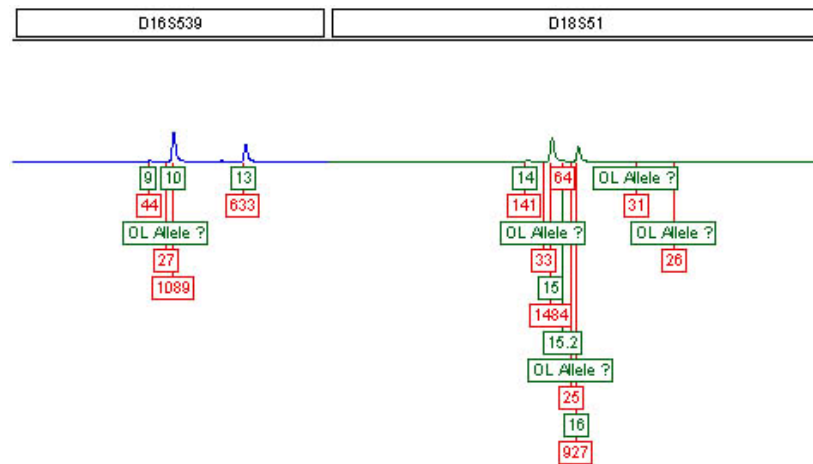 D16S539 D18S51
9 10 13 14 64 OL Allele ?
44 633 141 31
OL Allele ? OL Allele ? OL Allele ?
27 33 26
1089 15
1484
15.2
OL Allele ?
25
16
927